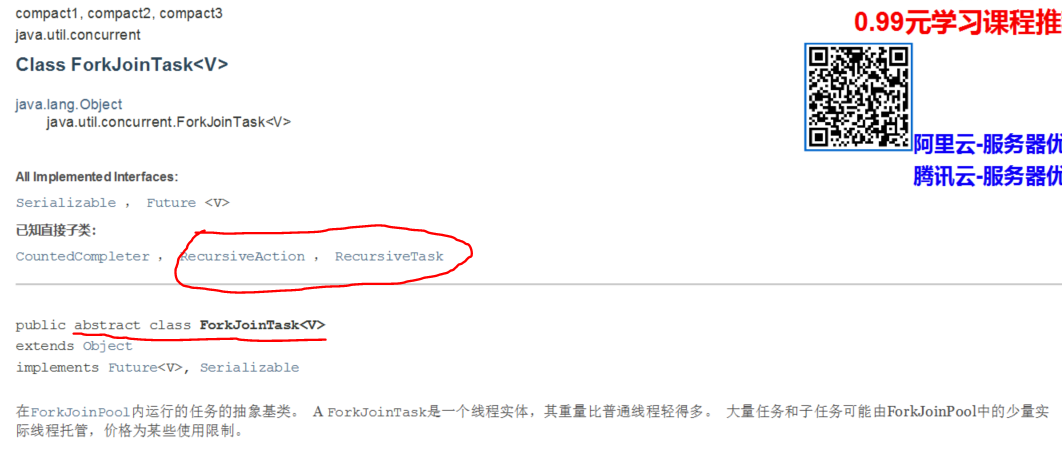 compact1, compact2, compact3
java.util.concurrent
Class ForkJoinTask<V>
java.lang.Object
java.util.concurrent.ForkJoinTask<V>
All Implemented Interfaces:
Serializable , Future <V>
已知直接子类:
CountedCompleter , RecursiveAction , RecursiveTask
public abstract class ForkJoinTask<V>
extends Object
implements Future<V>, Serializable
在ForkJoinPool内运行的任务的抽象基类。 A ForkJoinTask是一个线程实体，其重量比普通线程轻得多。 大量任务和子任务可能由ForkJoinPool中的少量实
际线程托管，价格为某些使用限制。
0.99元学习课程推
阿里云-服务器优
腾讯云-服务器优